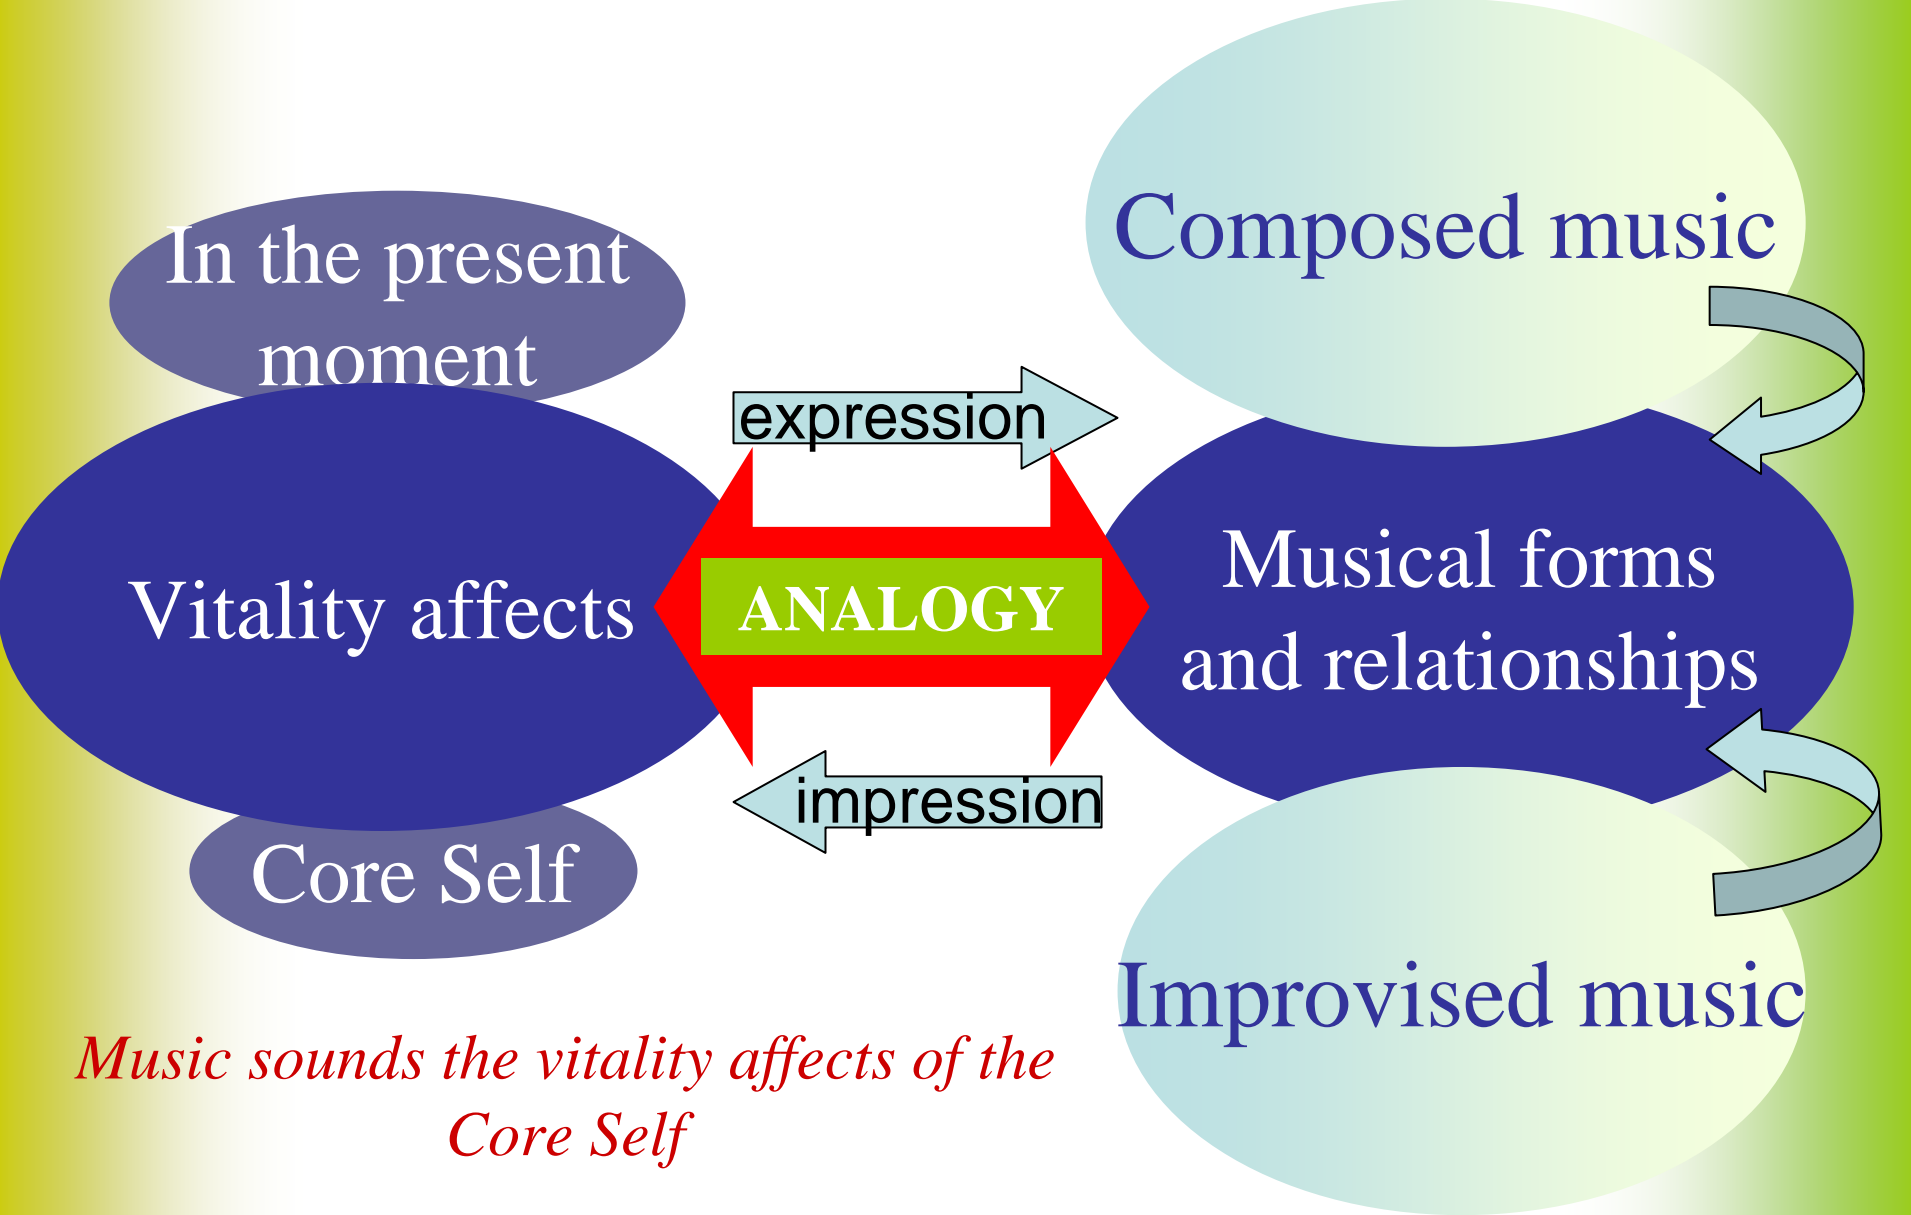 In the present
moment
Vitality affects
Core Self
expression
ANALOGY
impression
Composed music
Musical forms
and relationships
Improvised music
Music sounds the vitality affects of the
Core Self